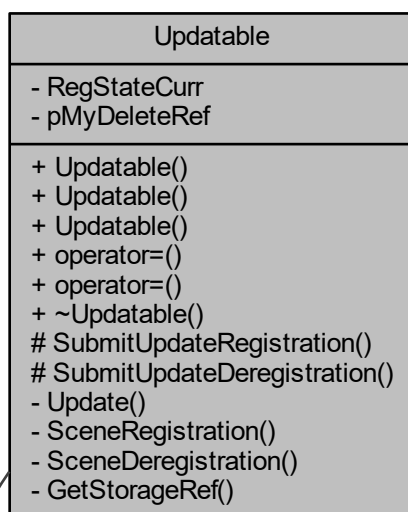 Updatable
- RegStateCurr
- pMyDeleteRef
+ Updatable()
+ Updatable()
+ Updatable()
+ operator=()
+ operator=()
+ ~Updatable()
# SubmitUpdateRegistration()
# SubmitUpdateDeregistration()
- Update()
- SceneRegistration()
- SceneDeregistration()
- GetStorageRef()